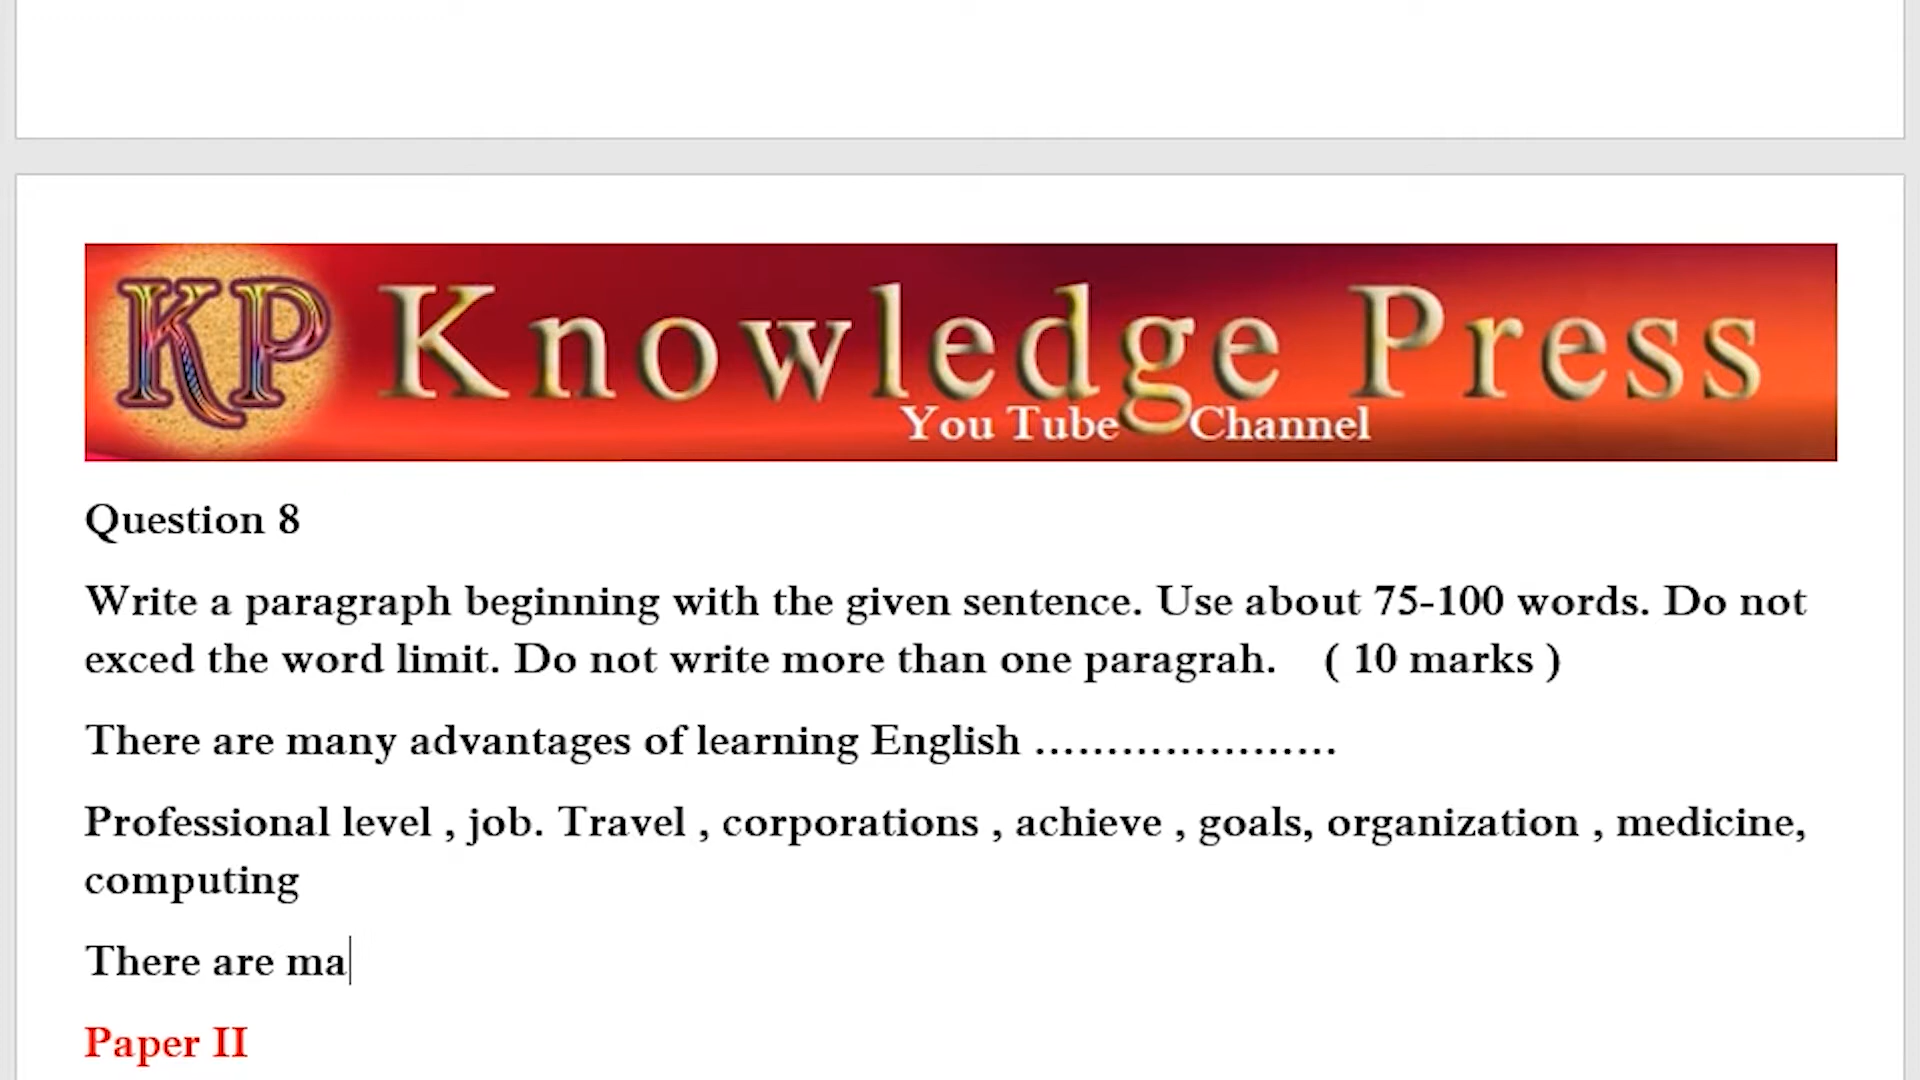 KP Knowledge Press
You Tube Channel
Question 8
Write a paragraph beginning with the given sentence. Use about 75-100 words. Do not
exced the word limit. Do not write more than one paragrah. ( 10 marks )
There are many advantages of learning English .....................
Professional level , job. Travel , corporations , achieve , goals, organization , medicine,
computing
There are ma
Paper II